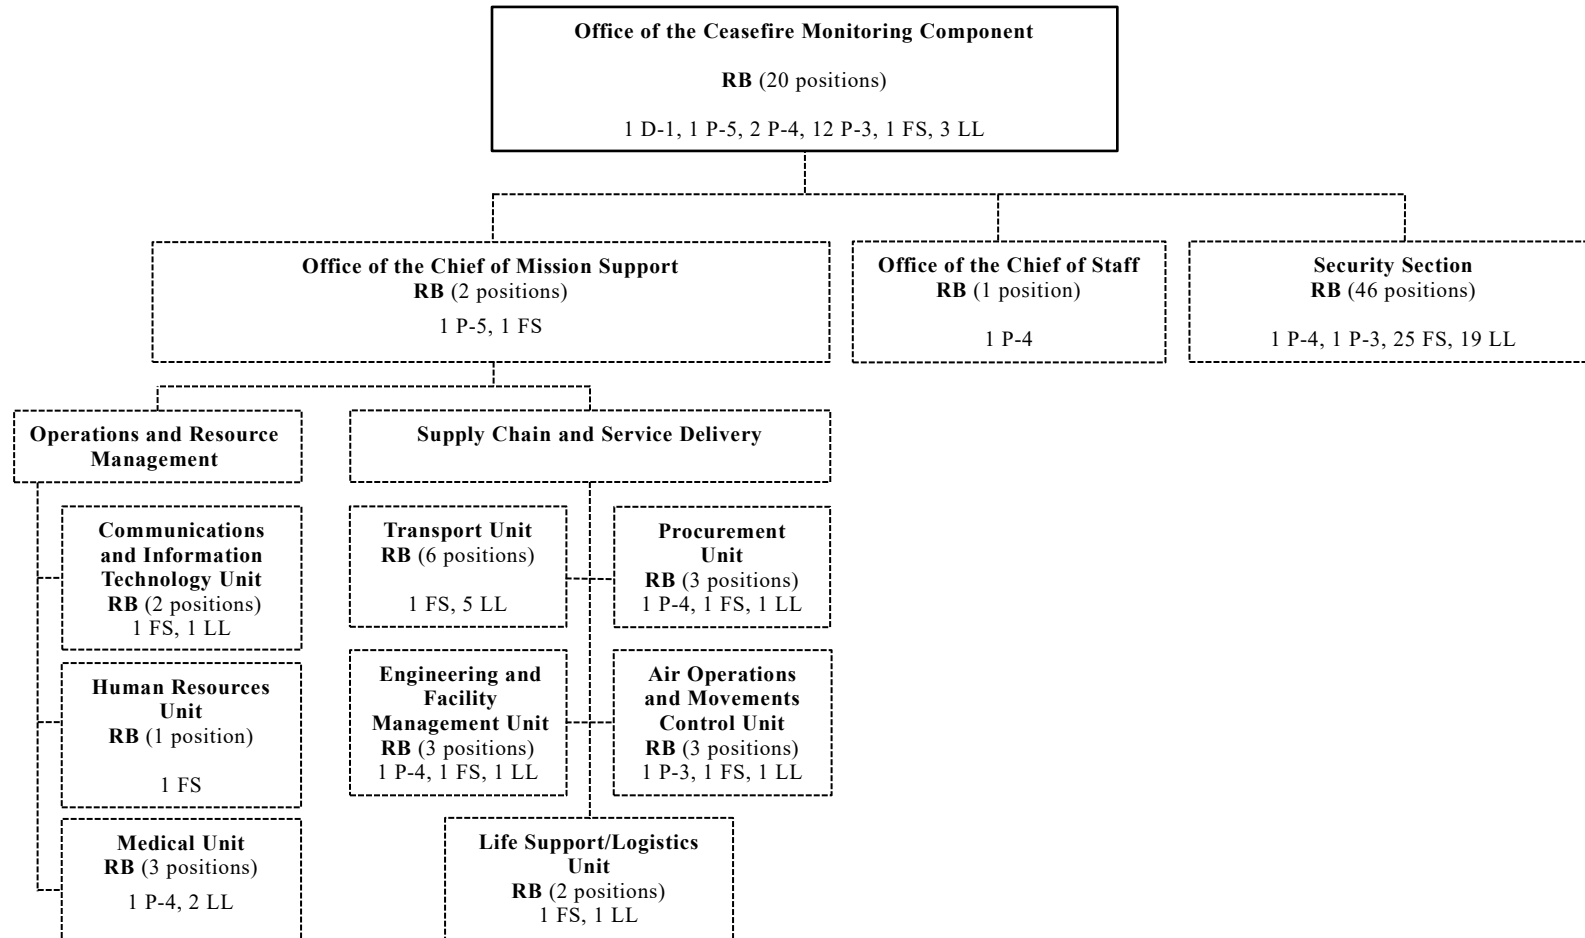 Office of the Ceasefire Monitoring Component
RB (20 positions)
1 D-1, 1 P-5, 2 P-4, 12 P-3, 1 FS, 3 LL
Office of the Chief of Mission Support
RB (2 positions)
1 P-5, 1 FS
Office of the Chief of Staff
RB (1 position)
1 P-4
Security Section
RB (46 positions)
1 P-4, 1 P-3, 25 FS, 19 LL
Operations and Resource
Management
Supply Chain and Service Delivery
Communications
and Information
Technology Unit
RB (2 positions)
1 FS, 1 LL
Human Resources
Unit
RB (1 position)
1 FS
Medical Unit
RB (3 positions)
1 P-4, 2 LL
Transport Unit
RB (6 positions)
1 FS, 5 LL
Procurement
Unit
RB (3 positions)
1 P-4, 1 FS, 1 LL
Engineering and
Facility
Management Unit
RB (3 positions)
1 P-4, 1 FS, 1 LL
Air Operations
and Movements
Control Unit
RB (3 positions)
1 P-3, 1 FS, 1 LL
Life Support/Logistics
Unit
RB (2 positions)
1 FS, 1 LL